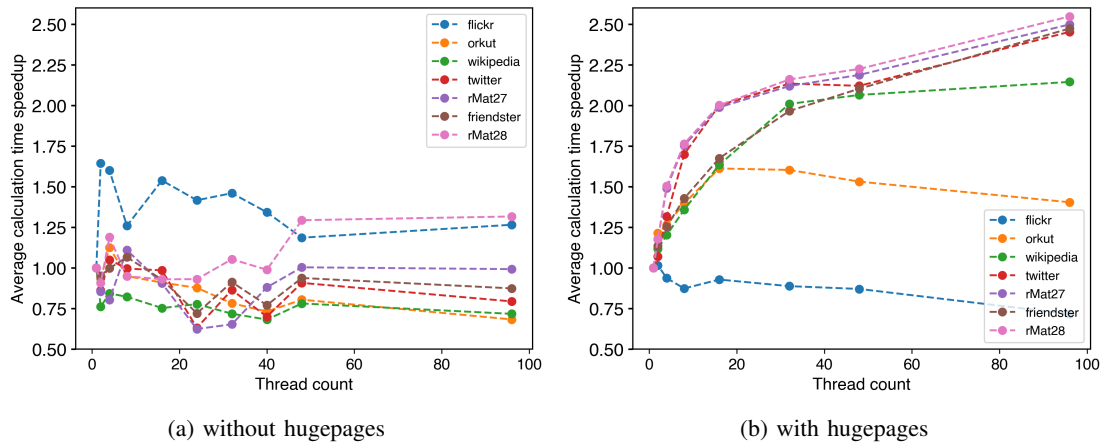 2.50
2.25
2.00
1.75
1.50
1.25
1.00
0.75
0.50
Average calculation time speedup
flickr
orkut
wikipedia
twitter
rMat27
friendster
rMat28
0
20
40
60
80
100
Thread count
(a) without hugepages
2.50
2.25
2.00
1.75
1.50
1.25
1.00
0.75
0.50
Average calculation time speedup
flickr
orkut
wikipedia
twitter
rMat27
friendster
rMat28
0
20
40
60
80
100
Thread count
(b) with hugepages